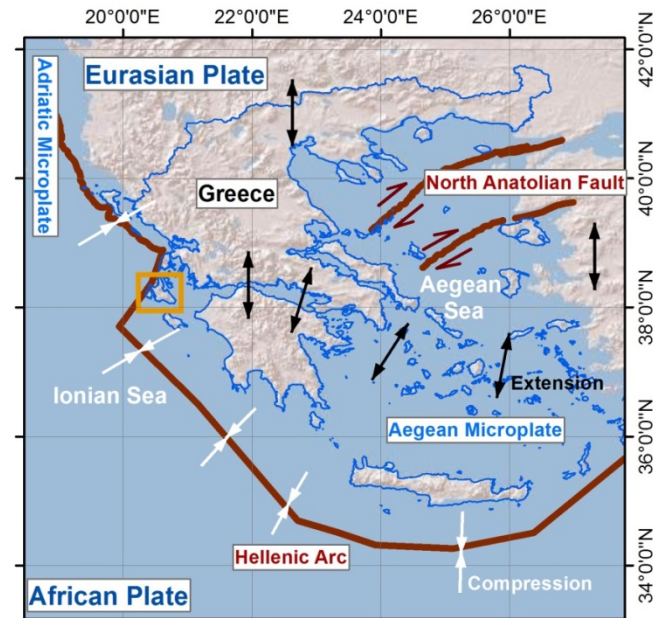 20°0'0"E 22°0'0"E 24°0'0"E 26°0'0"E
42°0'0"N
Adriatic Microplate
Eurasian Plate
40°0'0"N
Greece
North Anatolian Fault
38°0'0"N
Aegean
Sea
Ionian Sea
Extension
36°0'0"N
Aegean Microplate
Hellenic Arc
34°0'0"N
Compression
African Plate